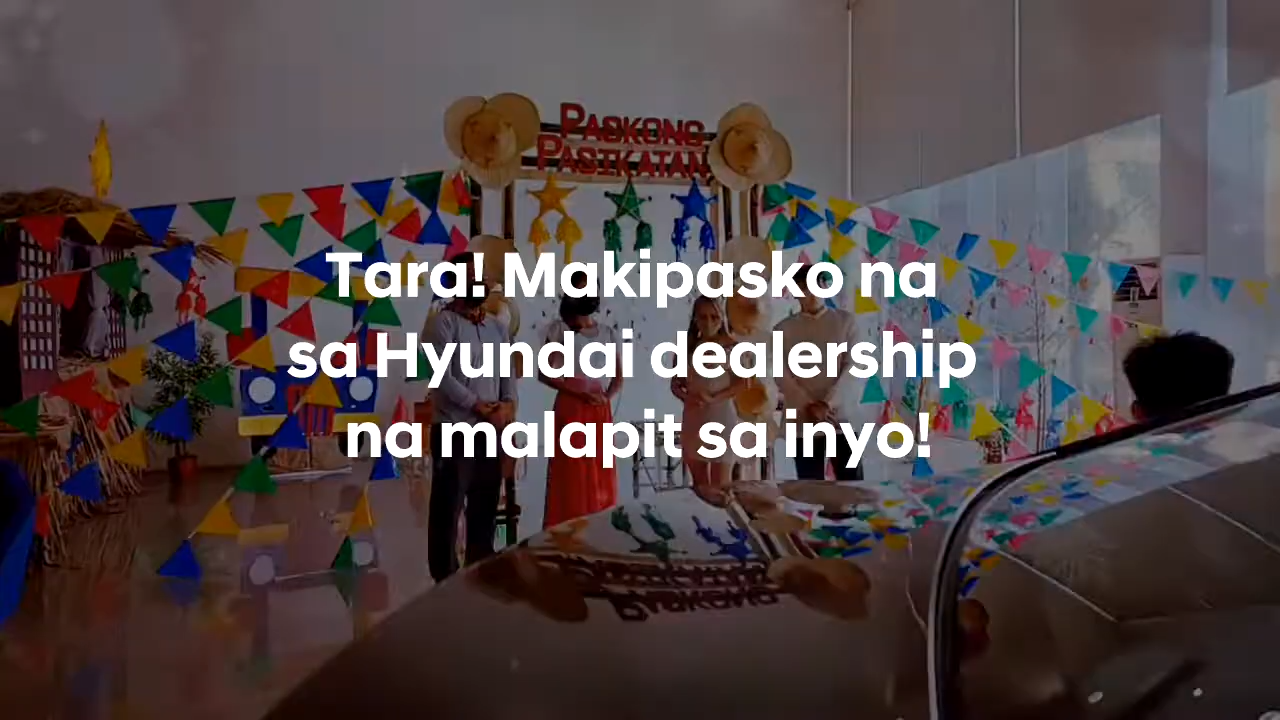 PASKONG
PASIKATAN
Tara! Makipasko na
sa Hyundai dealership
na malapit sa inyo!